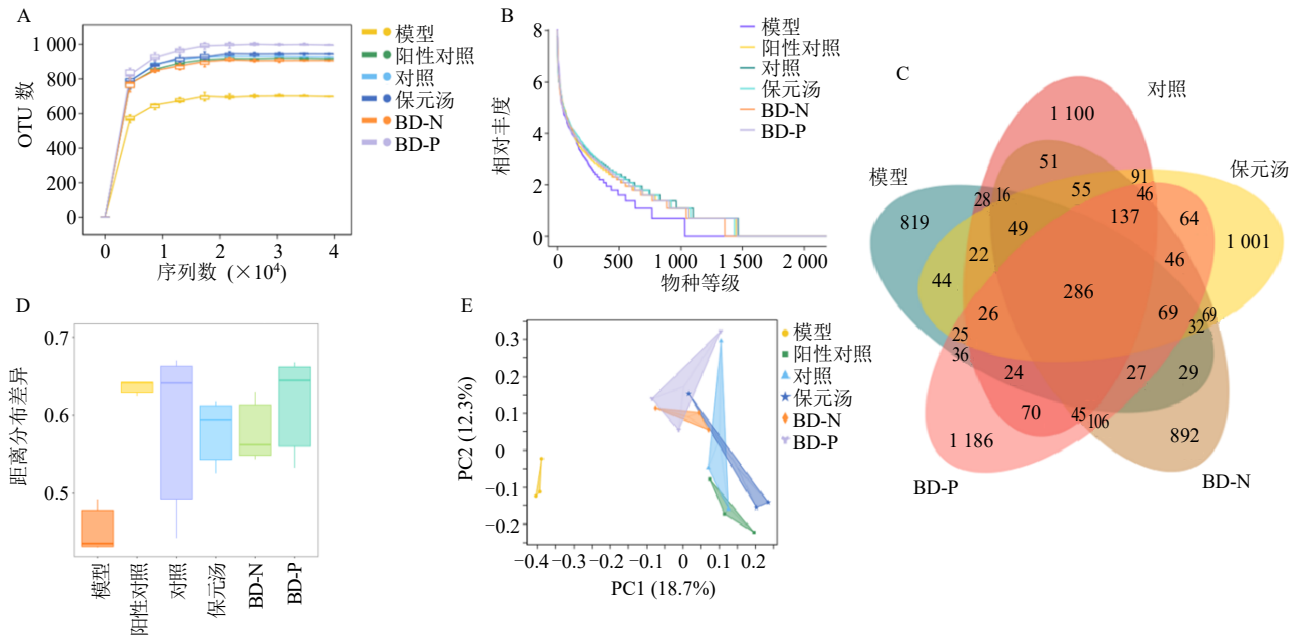 A
OTU 数
1 000
800
600
400
200
0
0
1
2
3
4
序列数 (×10⁴)
模型
阳性对照
对照
保元汤
BD-N
BD-P
B
相对丰度
8
6
4
2
0
0
500
1 000
1 500
2 000
物种等级
模型
阳性对照
对照
保元汤
BD-N
BD-P
C
对照
保元汤
模型
BD-P
BD-N
1 100
51
91
28
16
55
46
819
49
137
64
22
46
1 001
44
286
26
69
69
25
32
36
24
27
29
70
45
106
1 186
892
D
距离分布差异
0.7
0.6
0.5
模型
阳性对照
对照
保元汤
BD-N
BD-P
E
PC2 (12.3%)
0.3
0.2
0.1
0
−0.1
−0.2
−0.4
−0.3
−0.2
−0.1
−0.1
0
0.1
0.2
PC1 (18.7%)
模型
阳性对照
对照
保元汤
BD-N
BD-P